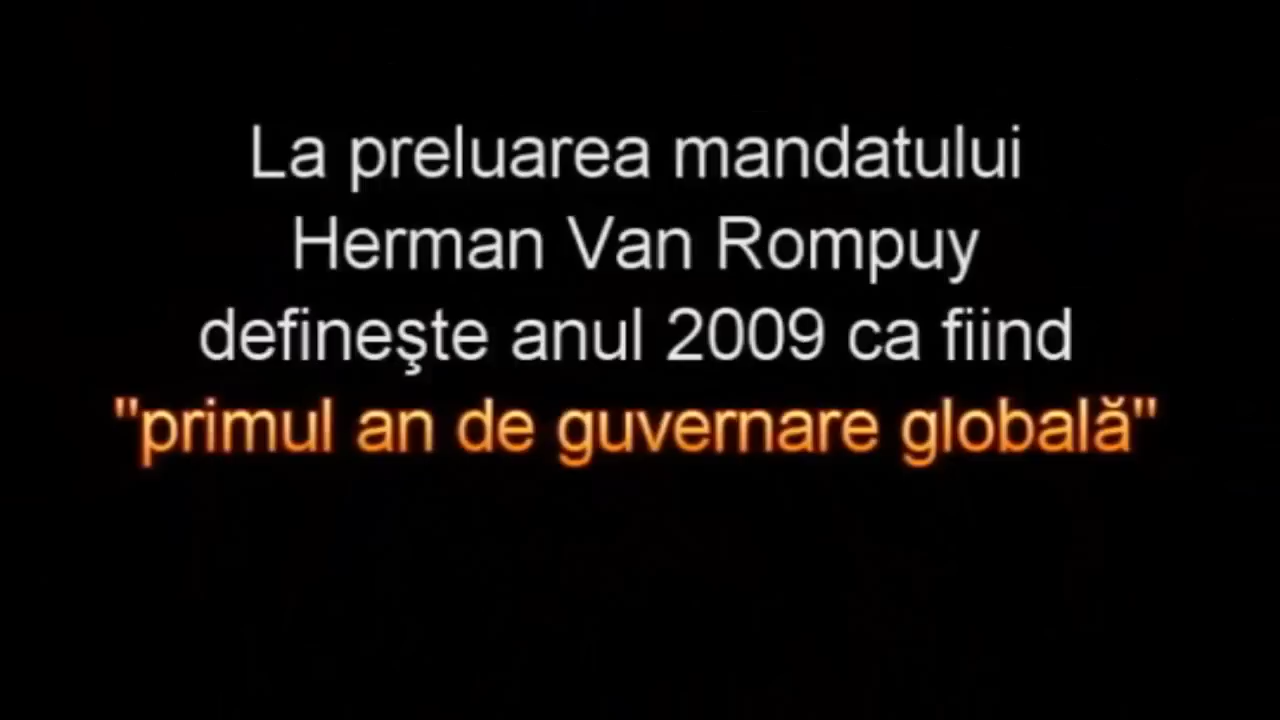 La preluarea mandatului
Herman Van Rompuy
defineşte anul 2009 ca fiind
"primul an de guvernare globală"